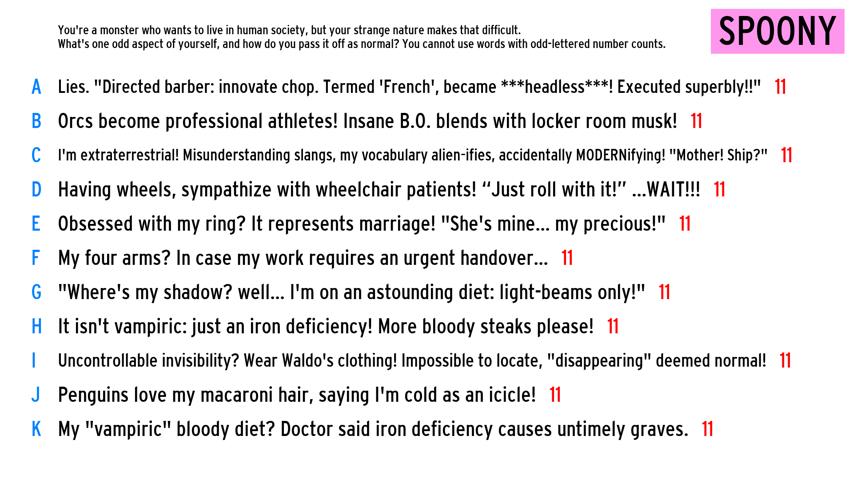 You're a monster who wants to live in human society, but your strange nature makes that difficult.
What's one odd aspect of yourself, and how do you pass it off as normal? You cannot use words with odd-lettered number counts.
SPOONY
A Lies. "Directed barber: innovate chop. Termed 'French', became ***headless***! Executed superbly!!" 11
B Orcs become professional athletes! Insane B.O. blends with locker room musk! 11
C I'm extraterrestrial! Misunderstanding slangs, my vocabulary alien-ifies, accidentally MODERNifying! "Mother! Ship?" 11
D Having wheels, sympathize with wheelchair patients! “Just roll with it!” ...WAIT!!! 11
E Obsessed with my ring? It represents marriage! "She's mine... my precious!" 11
F My four arms? In case my work requires an urgent handover... 11
G "Where's my shadow? well... I'm on an astounding diet: light-beams only!" 11
H It isn't vampiric: just an iron deficiency! More bloody steaks please! 11
I Uncontrollable invisibility? Wear Waldo's clothing! Impossible to locate, "disappearing" deemed normal! 11
J Penguins love my macaroni hair, saying I'm cold as an icicle! 11
K My "vampiric" bloody diet? Doctor said iron deficiency causes untimely graves. 11